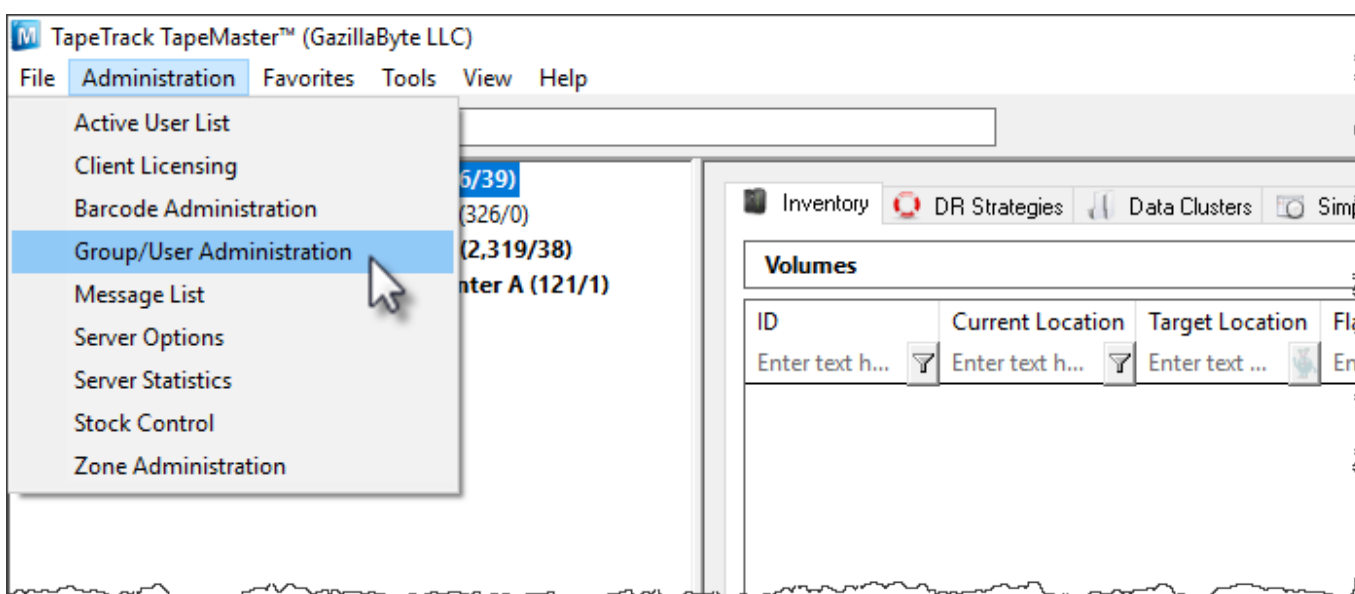 TapeTrack TapeMaster™ (GazillaByte LLC)
File Administration Favorites Tools View Help
Active User List
Client Licensing
Barcode Administration
Group/User Administration
Message List
Server Options
Server Statistics
Stock Control
Zone Administration
6/39)
(326/0)
(2,319/38)
nter A (121/1)
Inventory DR Strategies Data Clusters Simp
Volumes
ID Current Location Target Location Fla
Enter text h... Enter text h... Enter text ... En